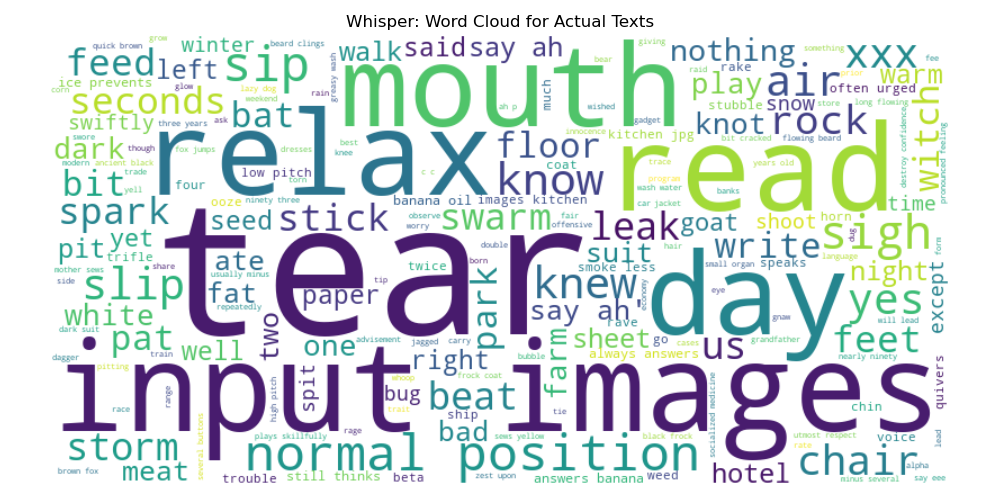 Whisper: Word Cloud for Actual Texts
quick brown
grow
beard clings
winter
walk
said
say ah
giving
nothing
xxx
something
fee
feed
left
sip
mouth
much
bear
raid
rake
air
prior
warm
ice prevents
glow
lazy dog
greasy wash
play
often urged
corn
weekend
rain
ah p
wished
stubble
snow
store
long flowing
seconds
swiftly
three years
ask
bat
relax
gadget
innocence
kitchen jpg
knot
rock
bit cracked
flowing beard
destroy confidence
witch
pronounced feeling
swore
though
fox jumps
dresses
best
knee
floor
read
dark
modern
ancient black
low pitch
coat
trace
years old
bit
trade
yell
four
torn
c c
know
program
wash water
banks
time
spark
ooze
ninety three
banana oil
images kitchen
car jacket
seed
stick
observe
worry
swarm
fair
offensive
leak
goat
shoot
horn
dug
sigh
pit
yet
trifle
tear
double
suit
hair
write
language
form
mother sews
share
ate
born
smoke less
small organ
speaks
night
except
side
slip
usually minus
tip
twice
knew
day
eye
fat
paper
park
economy
gnaw
yes
white
repeatedly
say ah.
rave
will lead
dark suit
two
jagged
carry
sheet
go
cases
grandfather
feet
pat
well
one
advisement
farm
always answers
us
nearly ninety
dagger
train
right
bubble
input images
quivers
pitting
spit
whoop
frock coat
bug
beat
socialized medicine
chin
race
range
high pitch
trait
ship
tie
storm
rage
bad
plays skillfully
sews yellow
black frock
utmost respect
rate
voice
lead
several buttons
normal position
chair
alpha
brown fox
meat
trouble
still thinks
beta
zest upon
answers banana
weed
hotel
minus several
say eee